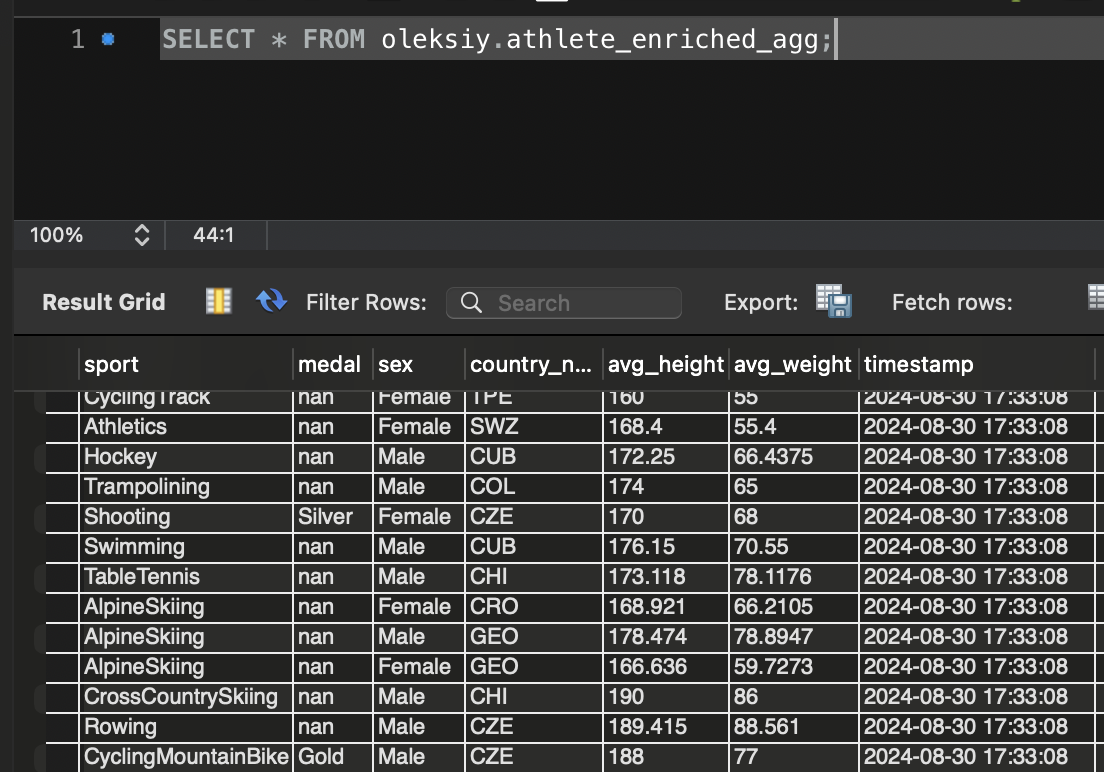 1 SELECT * FROM oleksiy.athlete_enriched_agg;
100% 44:1
Result Grid Filter Rows: Search Export: Fetch rows:
sport medal sex country_n... avg_height avg_weight timestamp
CyclingTrack nan Female TPE 160 55 2024-08-30 17:33:08
Athletics nan Female SWZ 168.4 55.4 2024-08-30 17:33:08
Hockey nan Male CUB 172.25 66.4375 2024-08-30 17:33:08
Trampolining nan Male COL 174 65 2024-08-30 17:33:08
Shooting Silver Female CZE 170 68 2024-08-30 17:33:08
Swimming nan Male CUB 176.15 70.55 2024-08-30 17:33:08
TableTennis nan Male CHI 173.118 78.1176 2024-08-30 17:33:08
AlpineSkiing nan Female CRO 168.921 66.2105 2024-08-30 17:33:08
AlpineSkiing nan Male GEO 178.474 78.8947 2024-08-30 17:33:08
AlpineSkiing nan Female GEO 166.636 59.7273 2024-08-30 17:33:08
CrossCountrySkiing nan Male CHI 190 86 2024-08-30 17:33:08
Rowing nan Male CZE 189.415 88.561 2024-08-30 17:33:08
CyclingMountainBike Gold Male CZE 188 77 2024-08-30 17:33:08